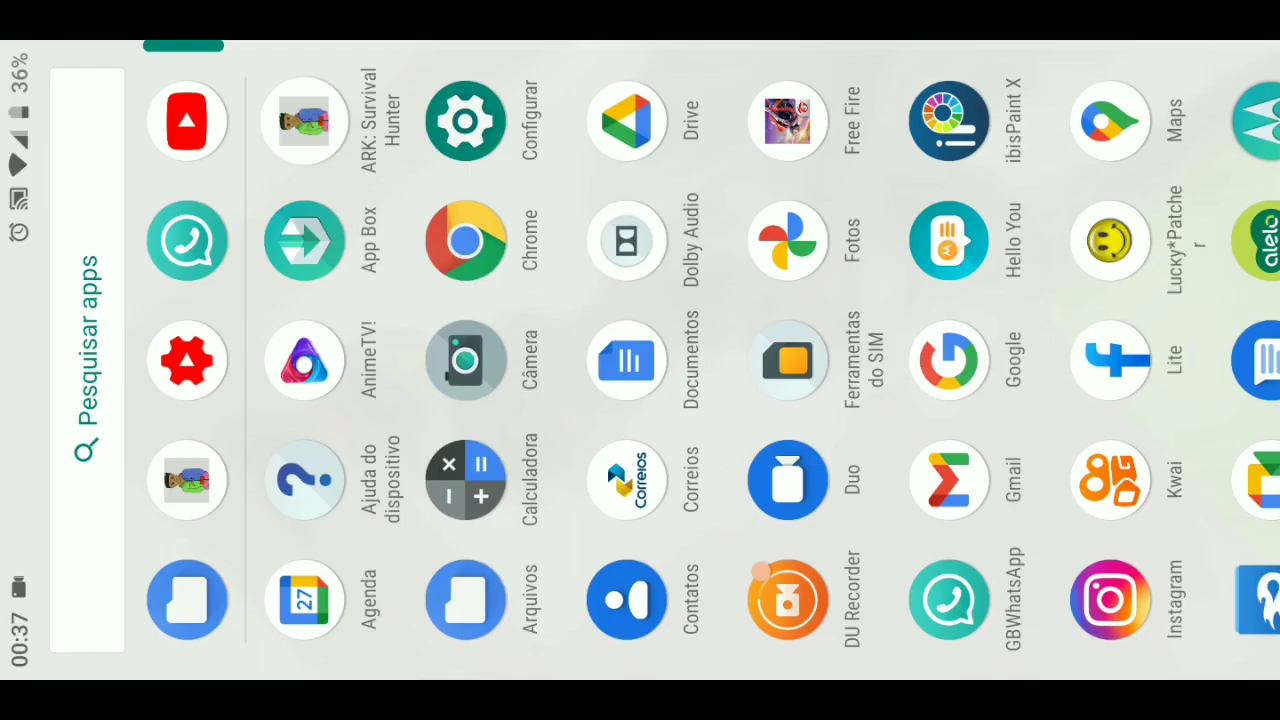 00:37
36%
Pesquisar apps
Agenda
Ajuda do
dispositivo
AnimeTV!
App Box
ARK: Survival
Hunter
Arquivos
Calculadora
Câmera
Chrome
Configurar
Contatos
Correios
Documentos
Dolby Audio
Drive
DU Recorder
Duo
Ferramentas
do SIM
Fotos
Free Fire
GBWhatsApp
Gmail
Google
Hello You
ibisPaint X
Instagram
Kwai
Lite
Lucky*Patche
r
Maps
27
Correios
alelo